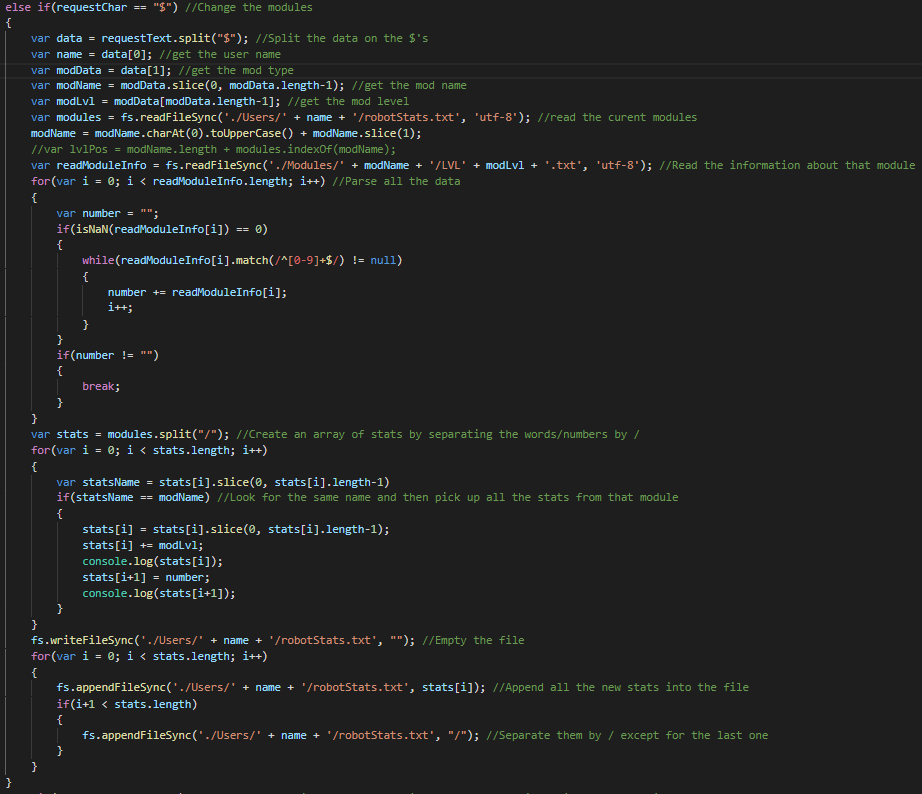 else if(requestChar == "$") //Change the modules
{
var data = requestText.split("$"); //Split the data on the $'s
var name = data[0]; //get the user name
var modData = data[1]; //get the mod type
var modName = modData.slice(0, modData.length-1); //get the mod name
var modLvl = modData[modData.length-1]; //get the mod level
var modules = fs.readFileSync('./Users/' + name + '/robotStats.txt', 'utf-8'); //read the curent modules
modName = modName.charAt(0).toUpperCase() + modName.slice(1);
//var lvlPos = modName.length + modules.indexOf(modName);
var readModuleInfo = fs.readFileSync('./Modules/' + modName + '/LVL' + modLvl + '.txt', 'utf-8'); //Read the information about that module
for(var i = 0; i < readModuleInfo.length; i++) //Parse all the data
{
var number = "";
if(isNaN(readModuleInfo[i]) == 0)
{
while(readModuleInfo[i].match(/^[0-9]+$/) != null)
{
number += readModuleInfo[i];
i++;
}
}
if(number != "")
{
break;
}
}
var stats = modules.split("/"); //Create an array of stats by separating the words/numbers by /
for(var i = 0; i < stats.length; i++)
{
var statsName = stats[i].slice(0, stats[i].length-1)
if(statsName == modName) //Look for the same name and then pick up all the stats from that module
{
stats[i] = stats[i].slice(0, stats[i].length-1);
stats[i] += modLvl;
console.log(stats[i]);
stats[i+1] = number;
console.log(stats[i+1]);
}
}
fs.writeFileSync('./Users/' + name + '/robotStats.txt', ""); //Empty the file
for(var i = 0; i < stats.length; i++)
{
fs.appendFileSync('./Users/' + name + '/robotStats.txt', stats[i]); //Append all the new stats into the file
if(i+1 < stats.length)
{
fs.appendFileSync('./Users/' + name + '/robotStats.txt', "/"); //Separate them by / except for the last one
}
}
}